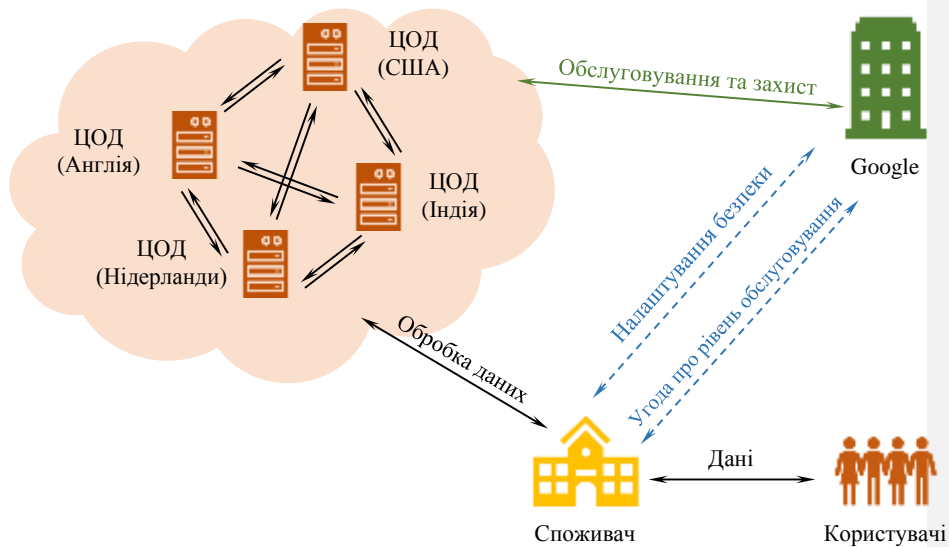 ЦОД
(США)
Обслуговування та захист
ЦОД
(Англія)
Google
ЦОД
(Індія)
ЦОД
(Нідерланди)
Налаштування безпеки
Угода про рівень обслуговування
Обробка даних
Дані
Споживач
Користувачі